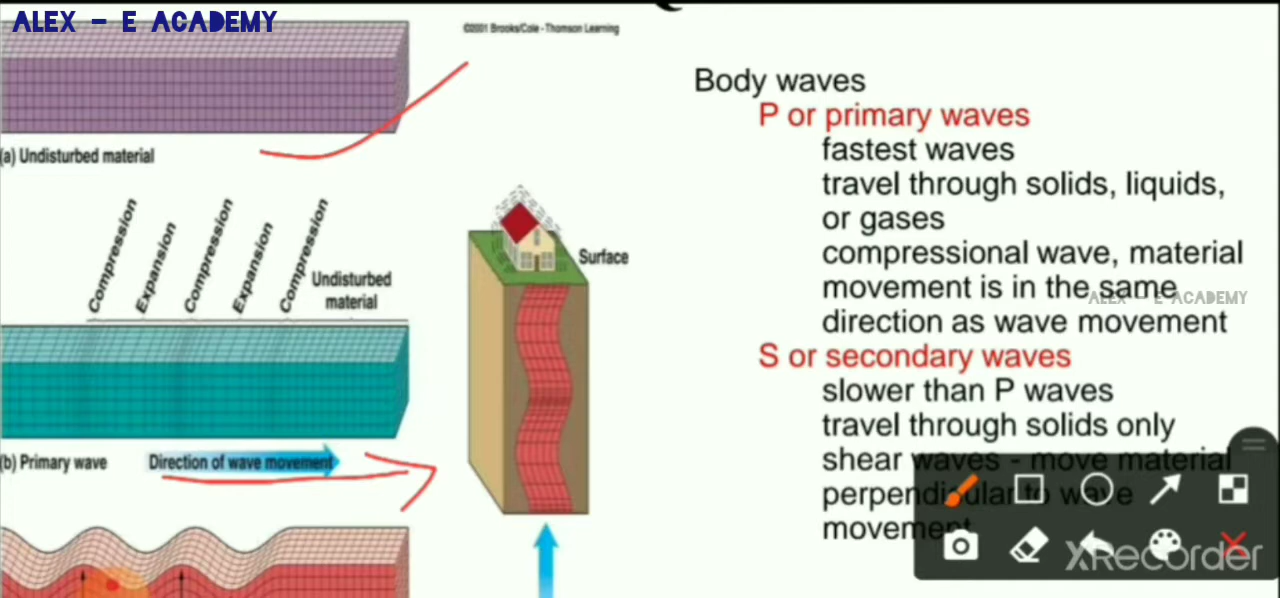 ALEX - E ACADEMY
©2001 Brooks/Cole - Thomson Learning
(a) Undisturbed material
Compression
Expansion
Compression
Expansion
Compression
Undisturbed
material
(b) Primary wave
Direction of wave movement
Surface
Body waves
P or primary waves
fastest waves
travel through solids, liquids,
or gases
compressional wave, material
movement is in the same
ALEX - E ACADEMY
direction as wave movement
S or secondary waves
slower than P waves
travel through solids only
shear waves - move material
perpendicular to wave
movement
XRecorder